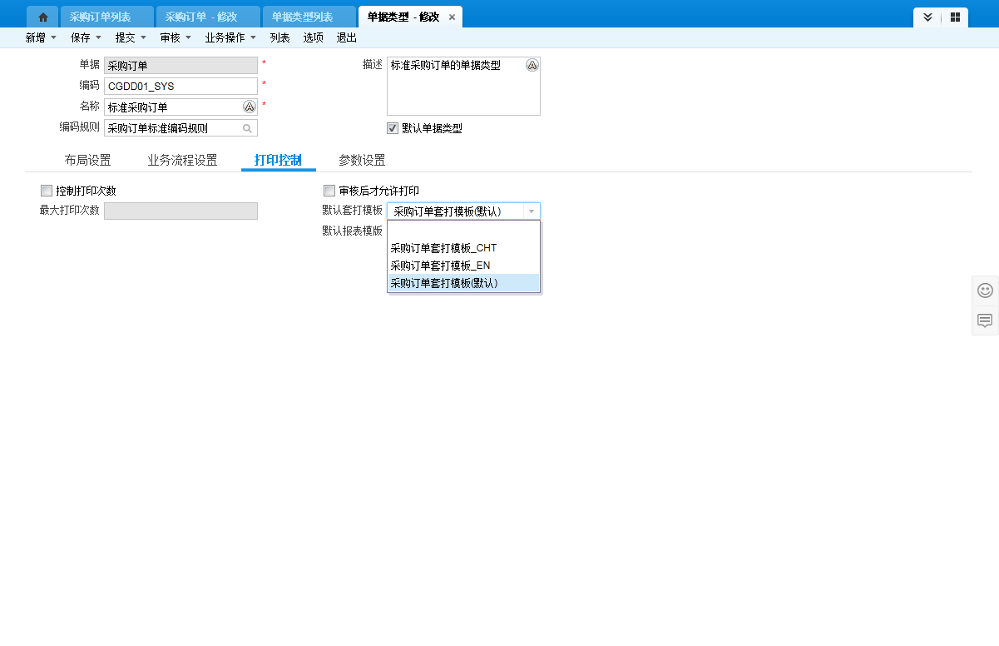 采购订单列表 采购订单 - 修改 单据类型列表 单据类型 - 修改 ×
新增 保存 提交 审核 业务操作 列表 选项 退出
单据 采购订单 * 描述 标准采购订单的单据类型
编码 CGDD01_SYS *
名称 标准采购订单 *
编码规则 采购订单标准编码规则 默认单据类型
布局设置 业务流程设置 打印控制 参数设置
控制打印次数 审核后才允许打印
最大打印次数 默认套打模板 采购订单套打模板(默认)
默认报表模版
采购订单套打模板_CHT
采购订单套打模板_EN
采购订单套打模板(默认)